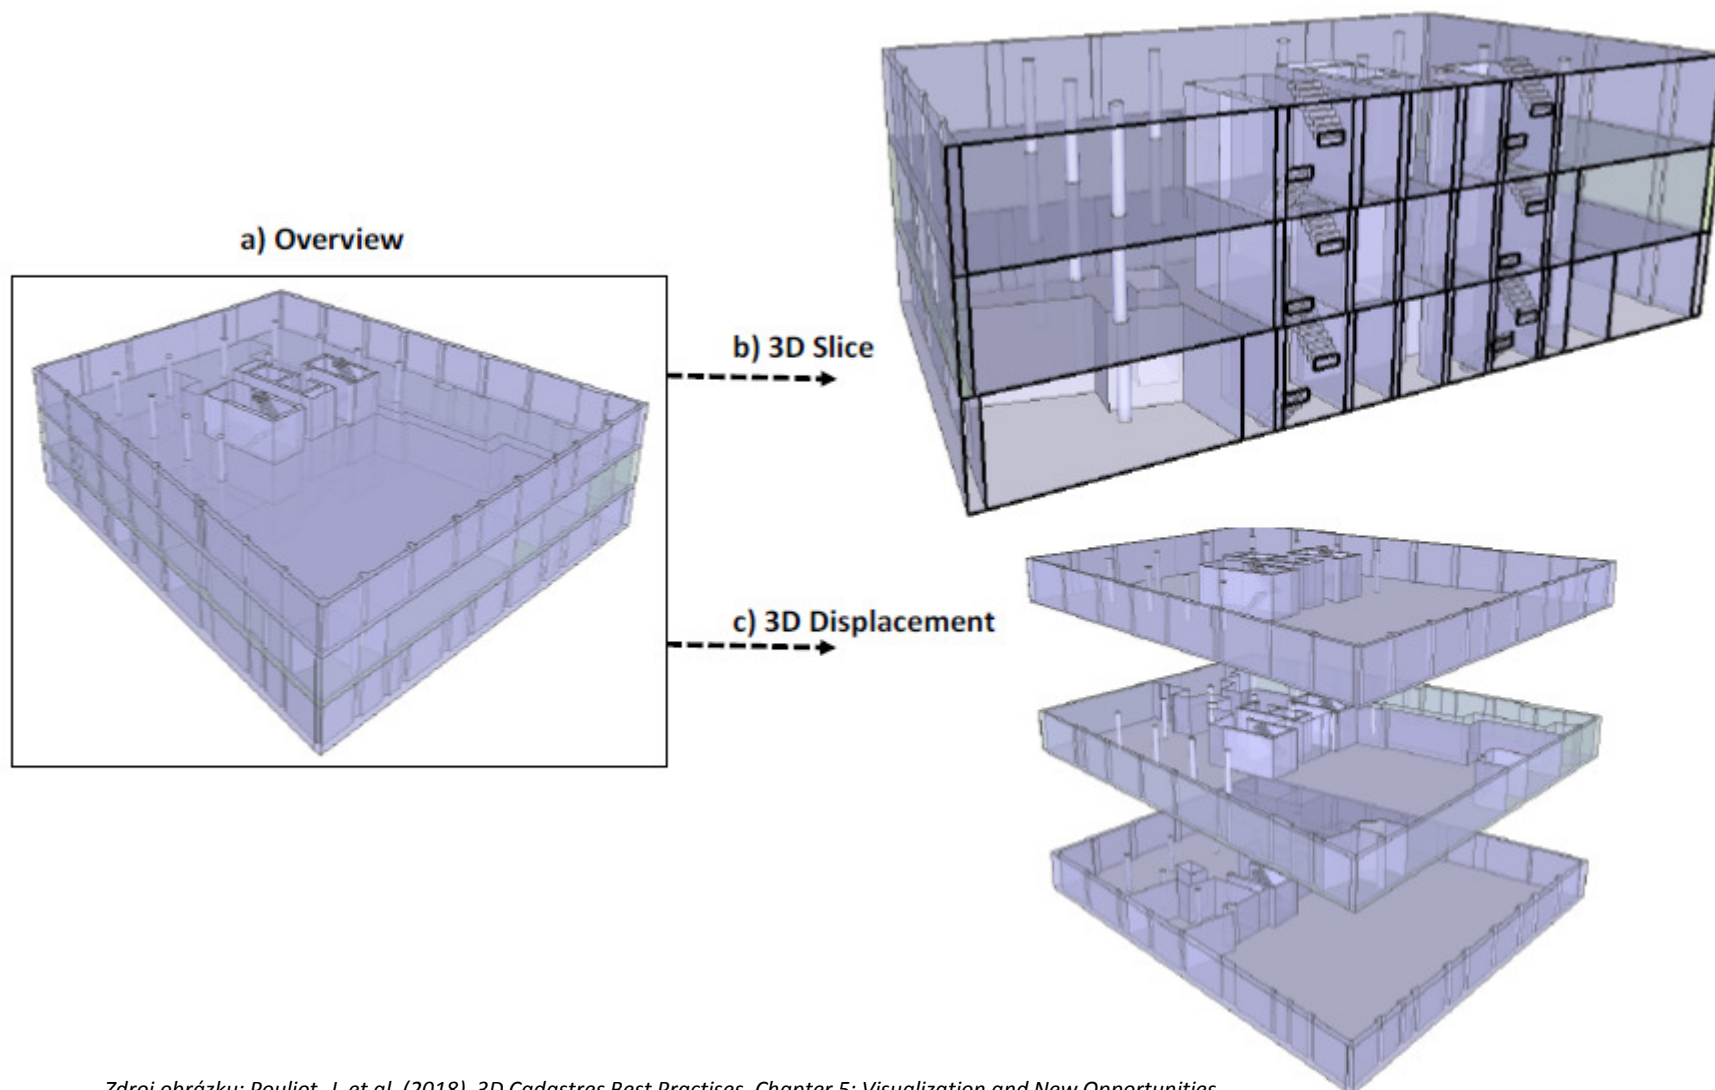 a) Overview
b) 3D Slice
c) 3D Displacement
Zdroj obrázku: Pouliot, J. et al. (2018). 3D Cadastres Best Practises, Chapter 5: Visualization and New Opportunities